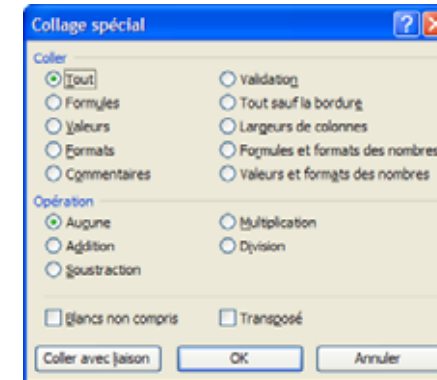 Collage spécial
Coller
Tout
Validation
Formules
Tout sauf la bordure
Valeurs
Largeurs de colonnes
Formats
Formules et formats des nombres
Commentaires
Valeurs et formats des nombres
Opération
Aucune
Multiplication
Addition
Division
Soustraction
Blancs non compris
Transposé
Coller avec liaison
OK
Annuler